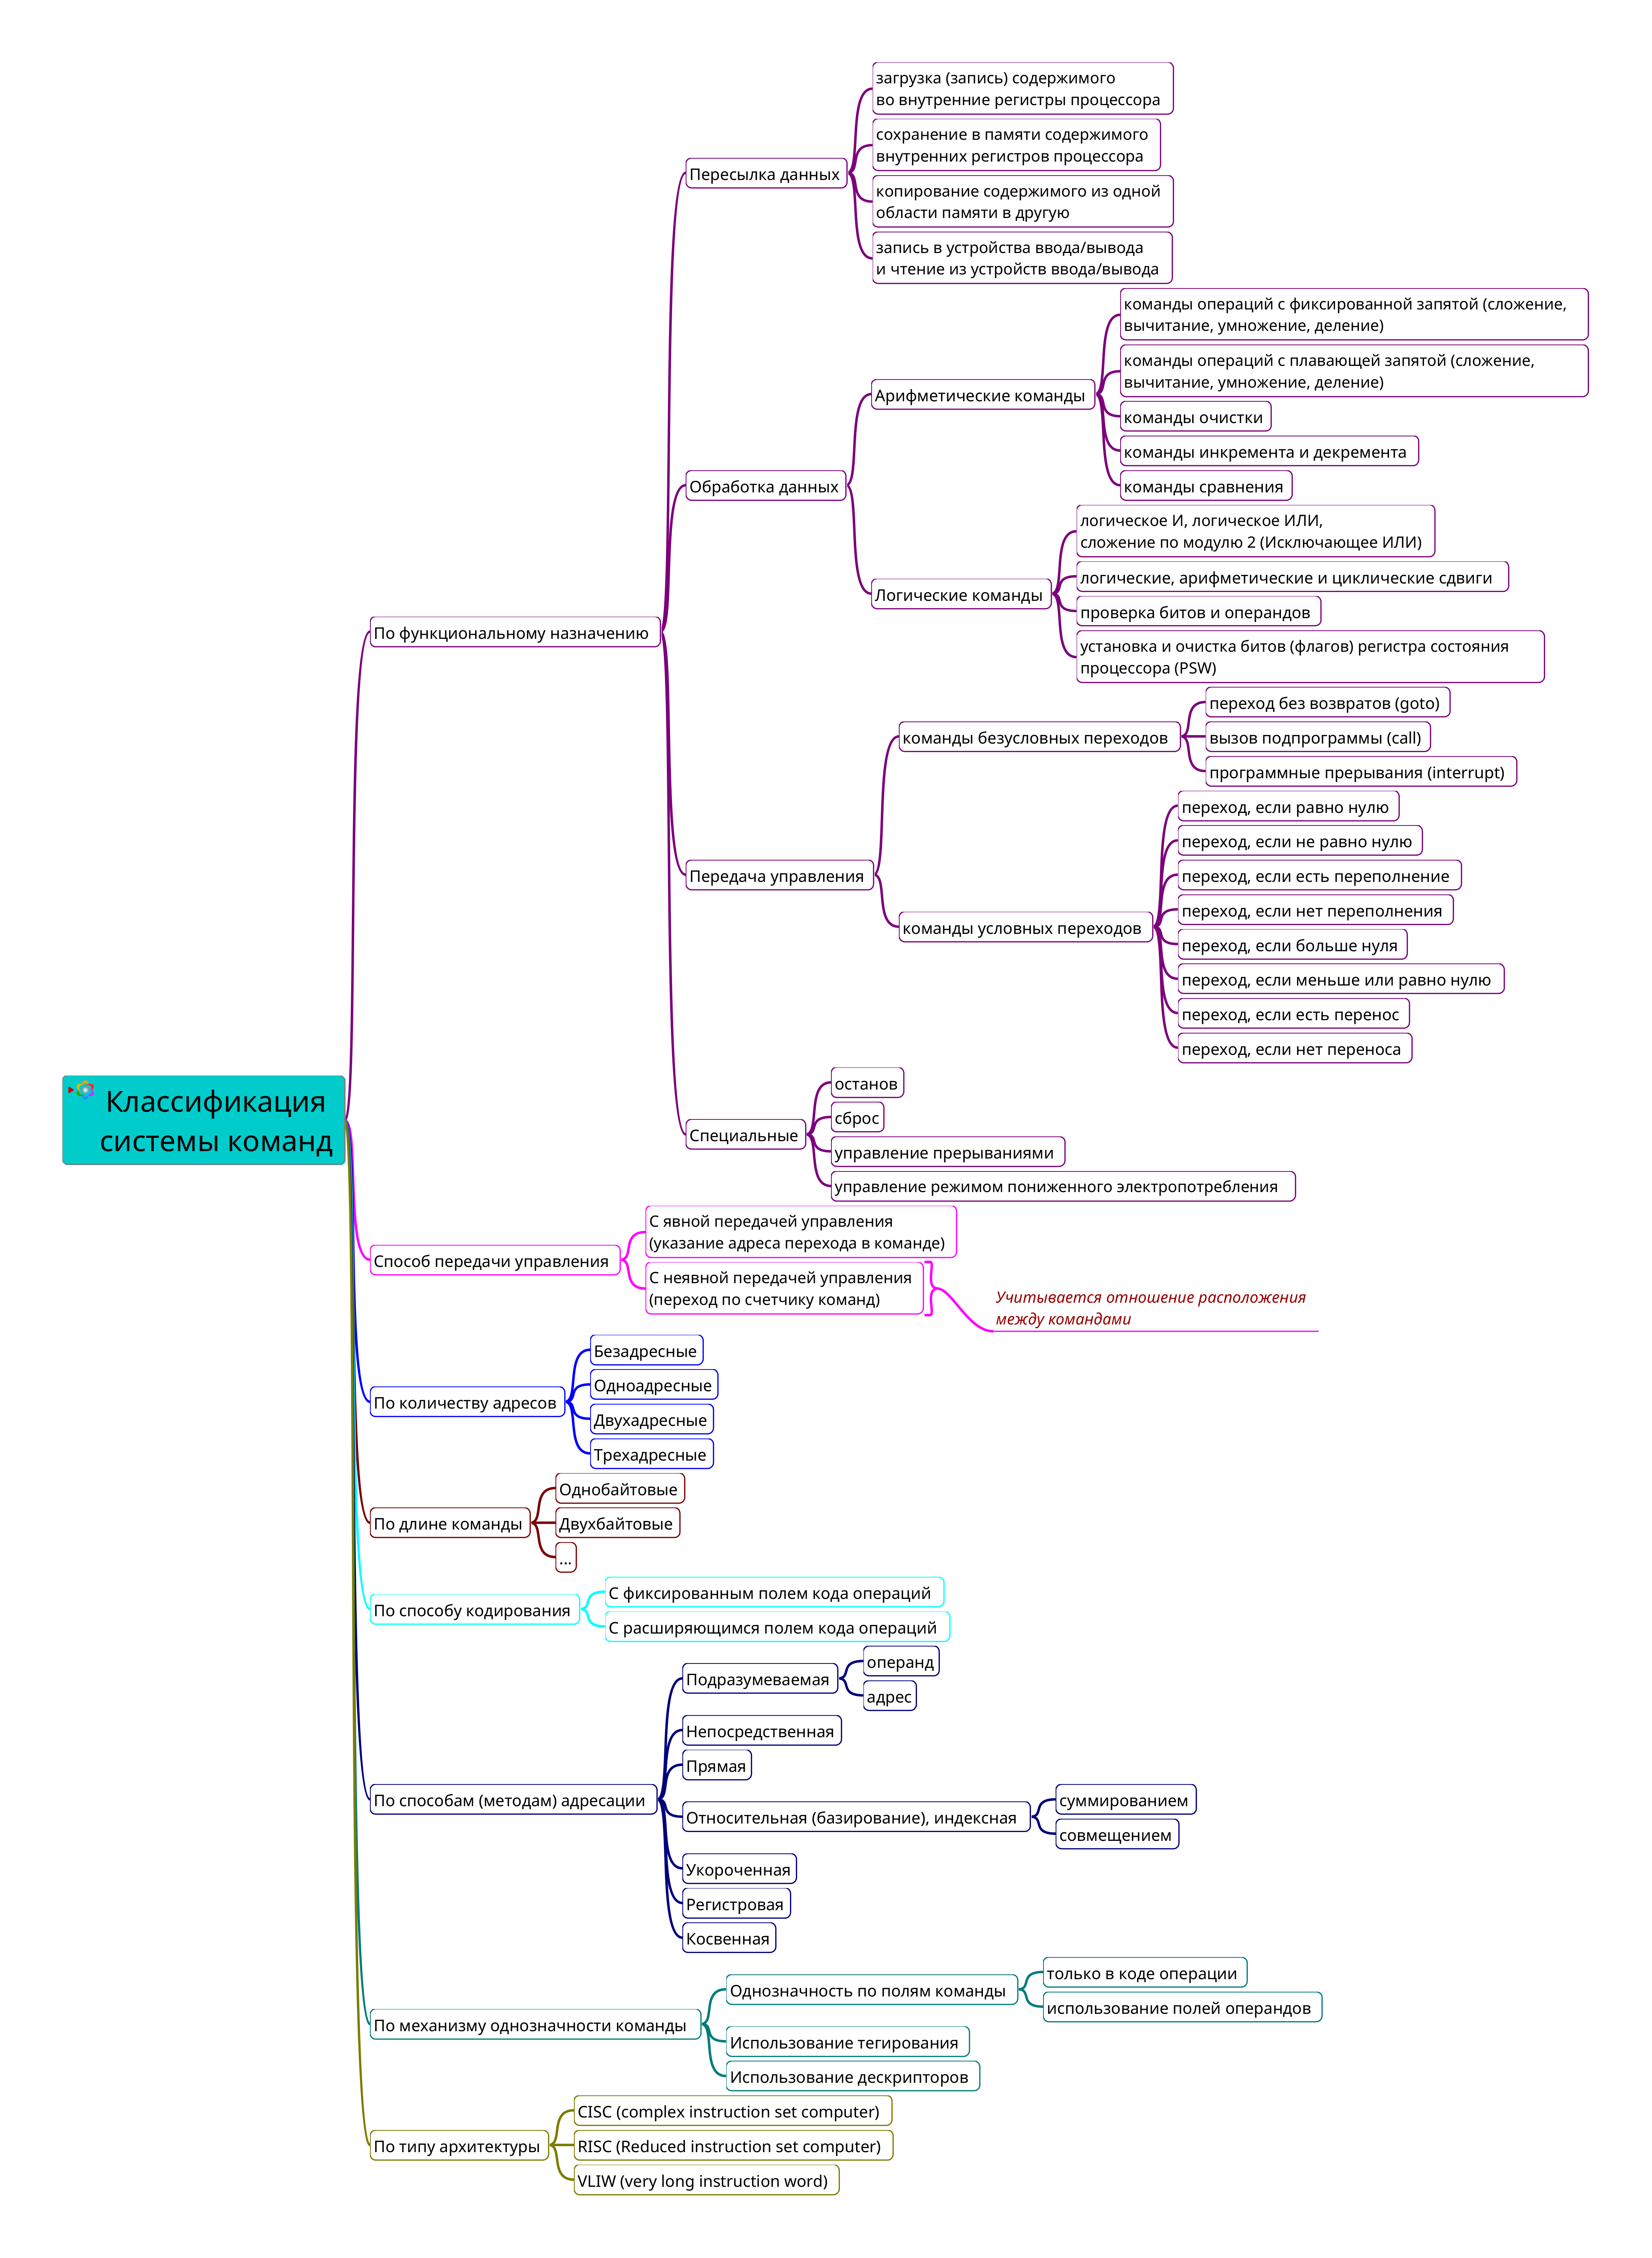 Классификация
системы команд
По функциональному назначению
Пересылка данных
загрузка (запись) содержимого
во внутренние регистры процессора
сохранение в памяти содержимого
внутренних регистров процессора
копирование содержимого из одной
области памяти в другую
запись в устройства ввода/вывода
и чтение из устройств ввода/вывода
Обработка данных
Арифметические команды
команды операций с фиксированной запятой (сложение,
вычитание, умножение, деление)
команды операций с плавающей запятой (сложение,
вычитание, умножение, деление)
команды очистки
команды инкремента и декремента
команды сравнения
Логические команды
логическое И, логическое ИЛИ,
сложение по модулю 2 (Исключающее ИЛИ)
логические, арифметические и циклические сдвиги
проверка битов и операндов
установка и очистка битов (флагов) регистра состояния
процессора (PSW)
Передача управления
команды безусловных переходов
переход без возвратов (goto)
вызов подпрограммы (call)
программные прерывания (interrupt)
команды условных переходов
переход, если равно нулю
переход, если не равно нулю
переход, если есть переполнение
переход, если нет переполнения
переход, если больше нуля
переход, если меньше или равно нулю
переход, если есть перенос
переход, если нет переноса
Специальные
останов
сброс
управление прерываниями
управление режимом пониженного электропотребления
Способ передачи управления
С явной передачей управления
(указание адреса перехода в команде)
С неявной передачей управления
(переход по счетчику команд)
Учитывается отношение расположения
между командами
По количеству адресов
Безадресные
Одноадресные
Двухадресные
Трехадресные
По длине команды
Однобайтовые
Двухбайтовые
...
По способу кодирования
С фиксированным полем кода операций
С расширяющимся полем кода операций
По способам (методам) адресации
Подразумеваемая
операнд
адрес
Непосредственная
Прямая
Относительная (базирование), индексная
суммированием
совмещением
Укороченная
Регистровая
Косвенная
По механизму однозначности команды
Однозначность по полям команды
только в коде операции
использование полей операндов
Использование тегирования
Использование дескрипторов
По типу архитектуры
CISC (complex instruction set computer)
RISC (Reduced instruction set computer)
VLIW (very long instruction word)